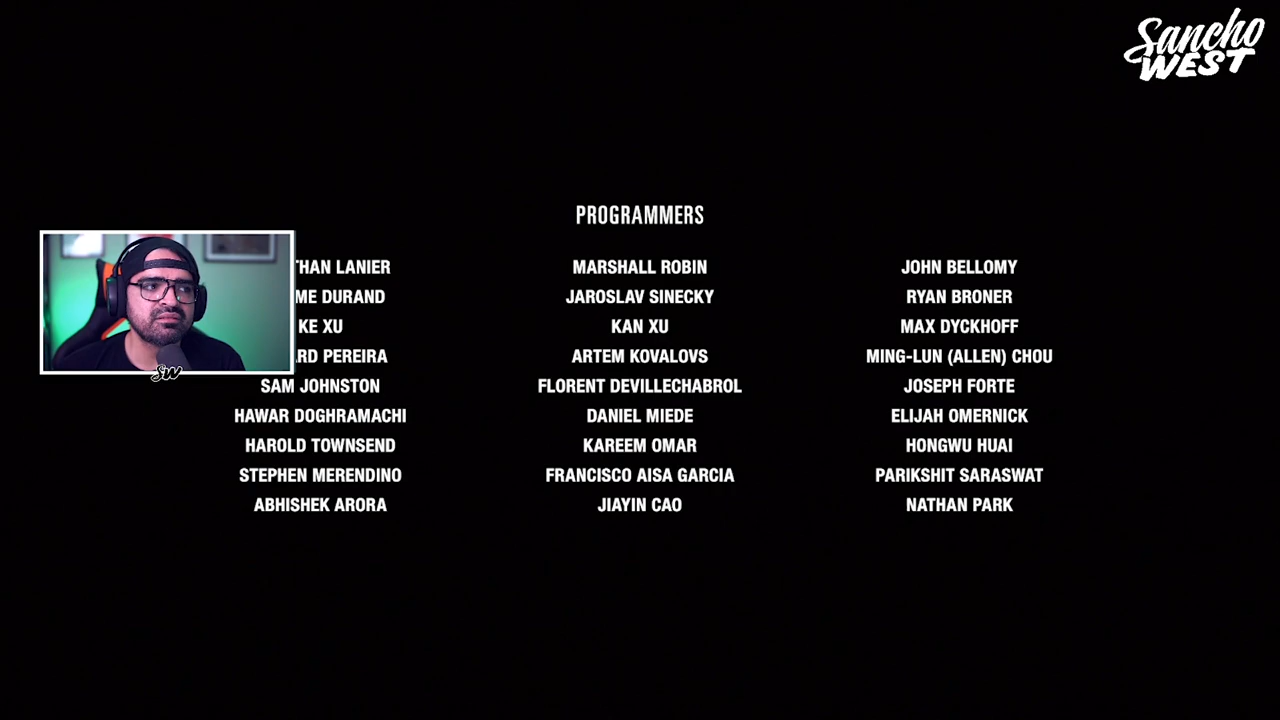 Sancho
WEST
PROGRAMMERS
LANIER MARSHALL ROBIN JOHN BELLOMY
DURAND JAROSLAV SINECKY RYAN BRONER
KE XU KAN XU MAX DYCKHOFF
PEREIRA ARTEM KOVALOVS MING-LUN (ALLEN) CHOU
SW
SAM JOHNSTON FLORENT DEVILLECHABROL JOSEPH FORTE
HAWAR DOGHRAMACHI DANIEL MIEDE ELIJAH OMERNICK
HAROLD TOWNSEND KAREEM OMAR HONGWU HUAI
STEPHEN MERENDINO FRANCISCO AISA GARCIA PARIKSHIT SARASWAT
ABHISHEK ARORA JIAYIN CAO NATHAN PARK